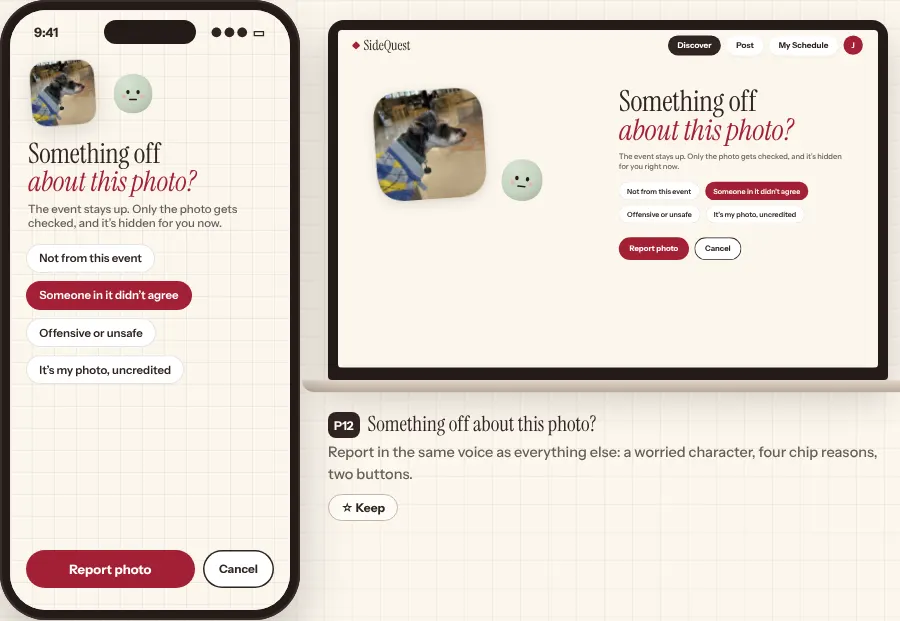 9:41
Something off
about this photo?
The event stays up. Only the photo gets
checked, and it's hidden for you now.
Not from this event
Someone in it didn't agree
Offensive or unsafe
It's my photo, uncredited
Report photo
Cancel
SideQuest
Discover
Post
My Schedule
J
Something off
about this photo?
The event stays up. Only the photo gets checked, and it's hidden
for you right now.
Not from this event
Someone in it didn't agree
Offensive or unsafe
It's my photo, uncredited
Report photo
Cancel
P12 Something off about this photo?
Report in the same voice as everything else: a worried character, four chip reasons,
two buttons.
☆ Keep